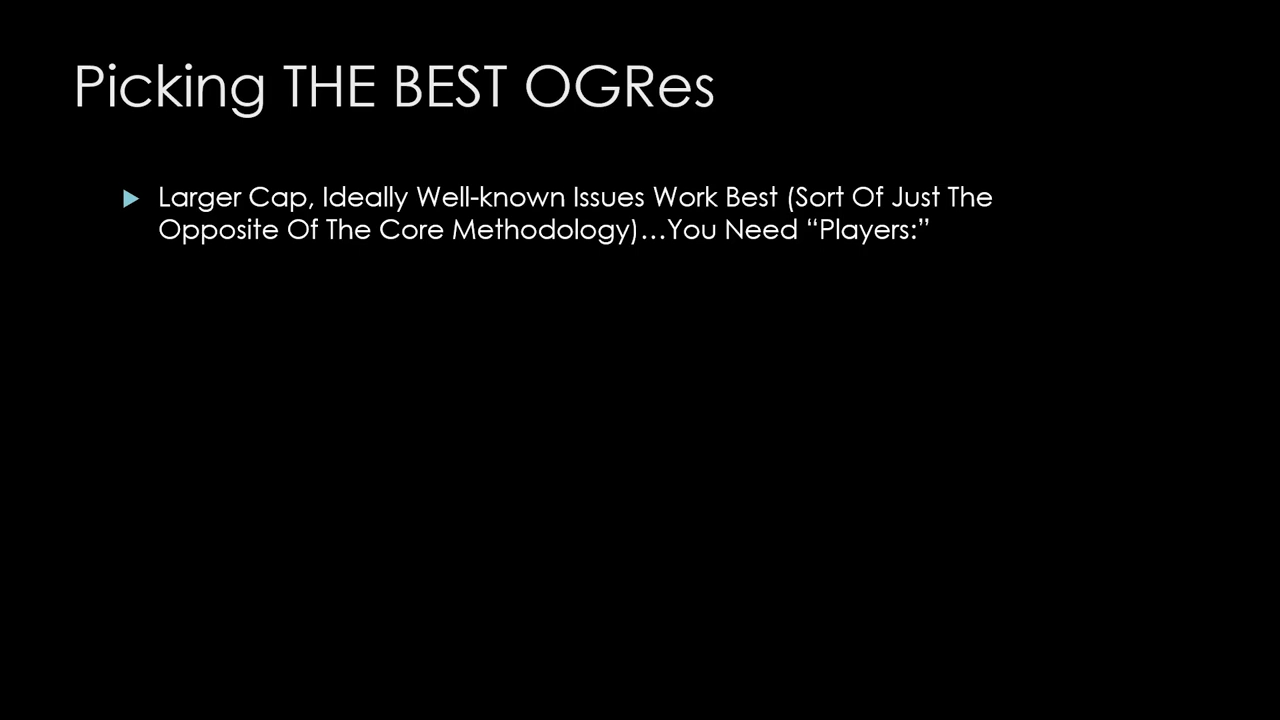 Picking THE BEST OGRes
Larger Cap, Ideally Well-known Issues Work Best (Sort Of Just The
Opposite Of The Core Methodology)…You Need “Players:”